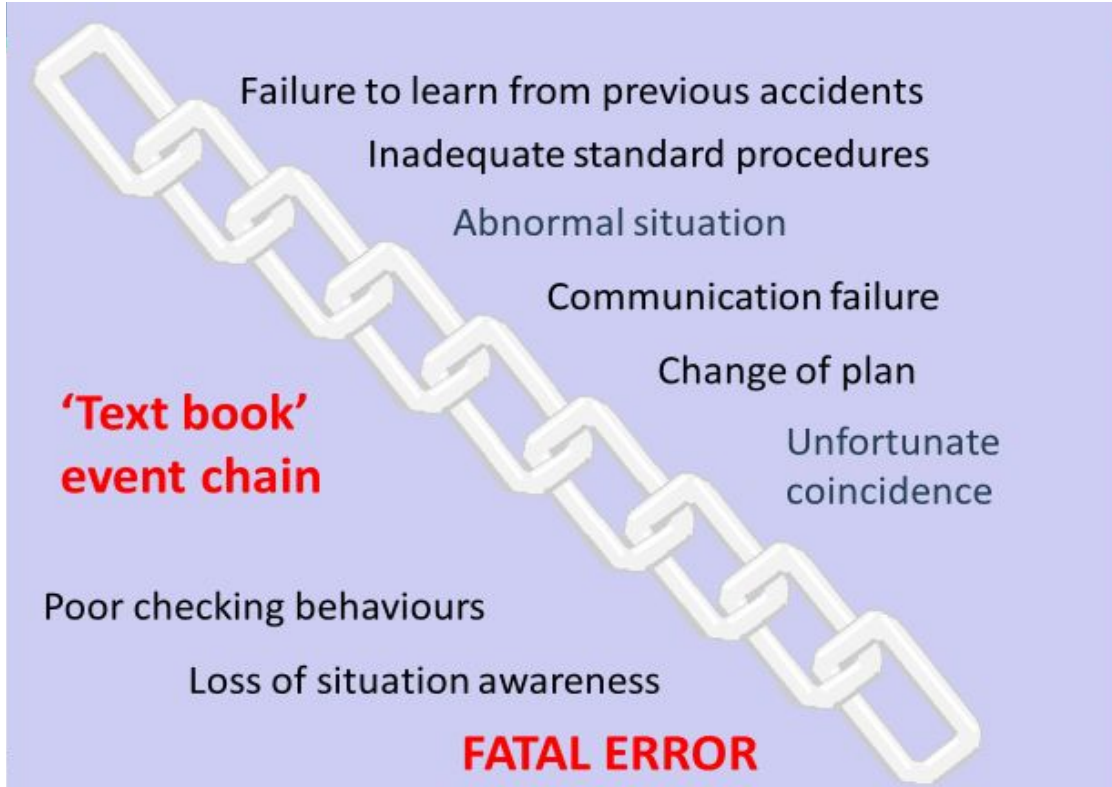 Failure to learn from previous accidents
Inadequate standard procedures
Abnormal situation
Communication failure
Change of plan
‘Text book’
event chain
Unfortunate
coincidence
Poor checking behaviours
Loss of situation awareness
FATAL ERROR